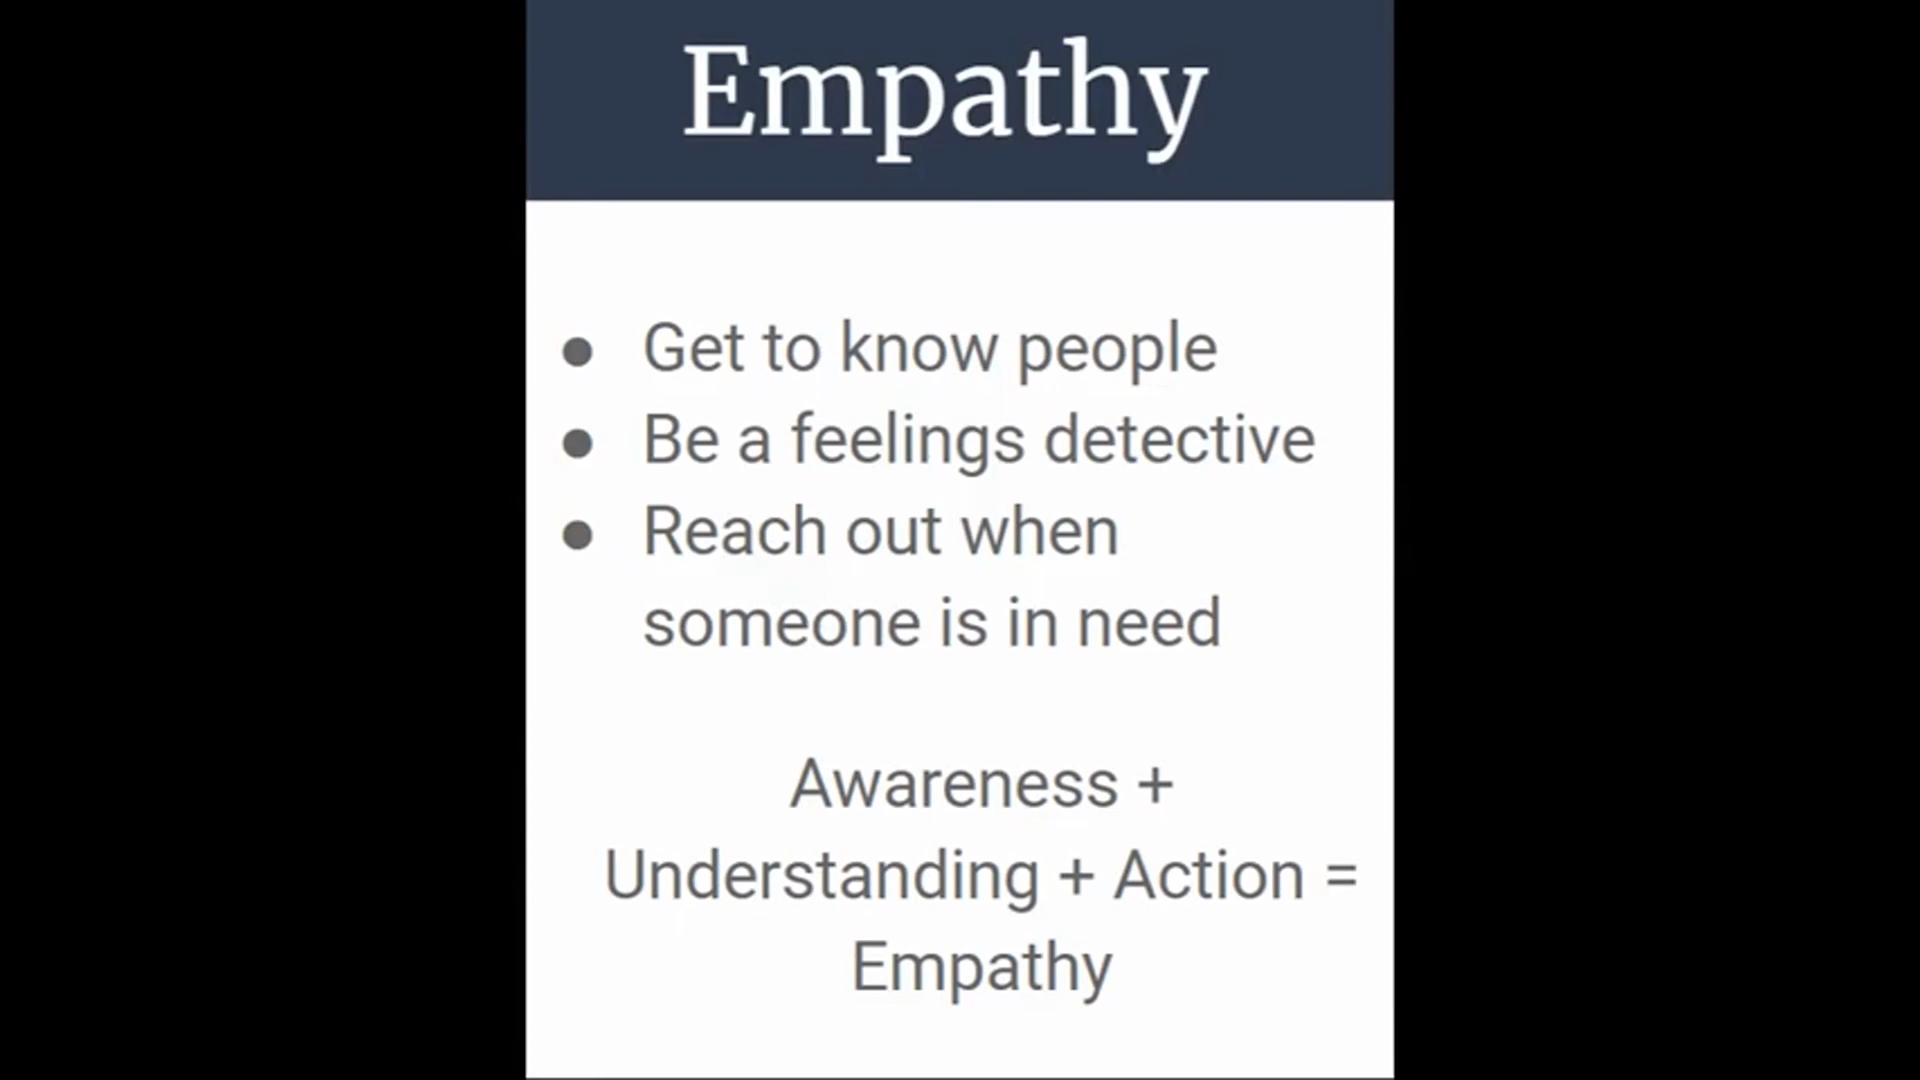 Empathy
● Get to know people
● Be a feelings detective
● Reach out when
someone is in need
Awareness +
Understanding + Action =
Empathy